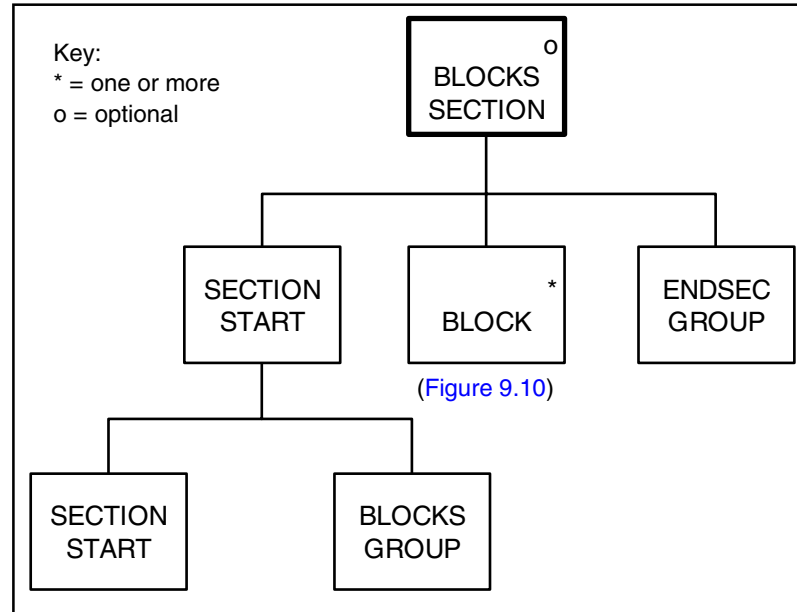 Key:
* = one or more
o = optional
o
BLOCKS
SECTION
SECTION
START
*
BLOCK
ENDSEC
GROUP
(Figure 9.10)
SECTION
START
BLOCKS
GROUP